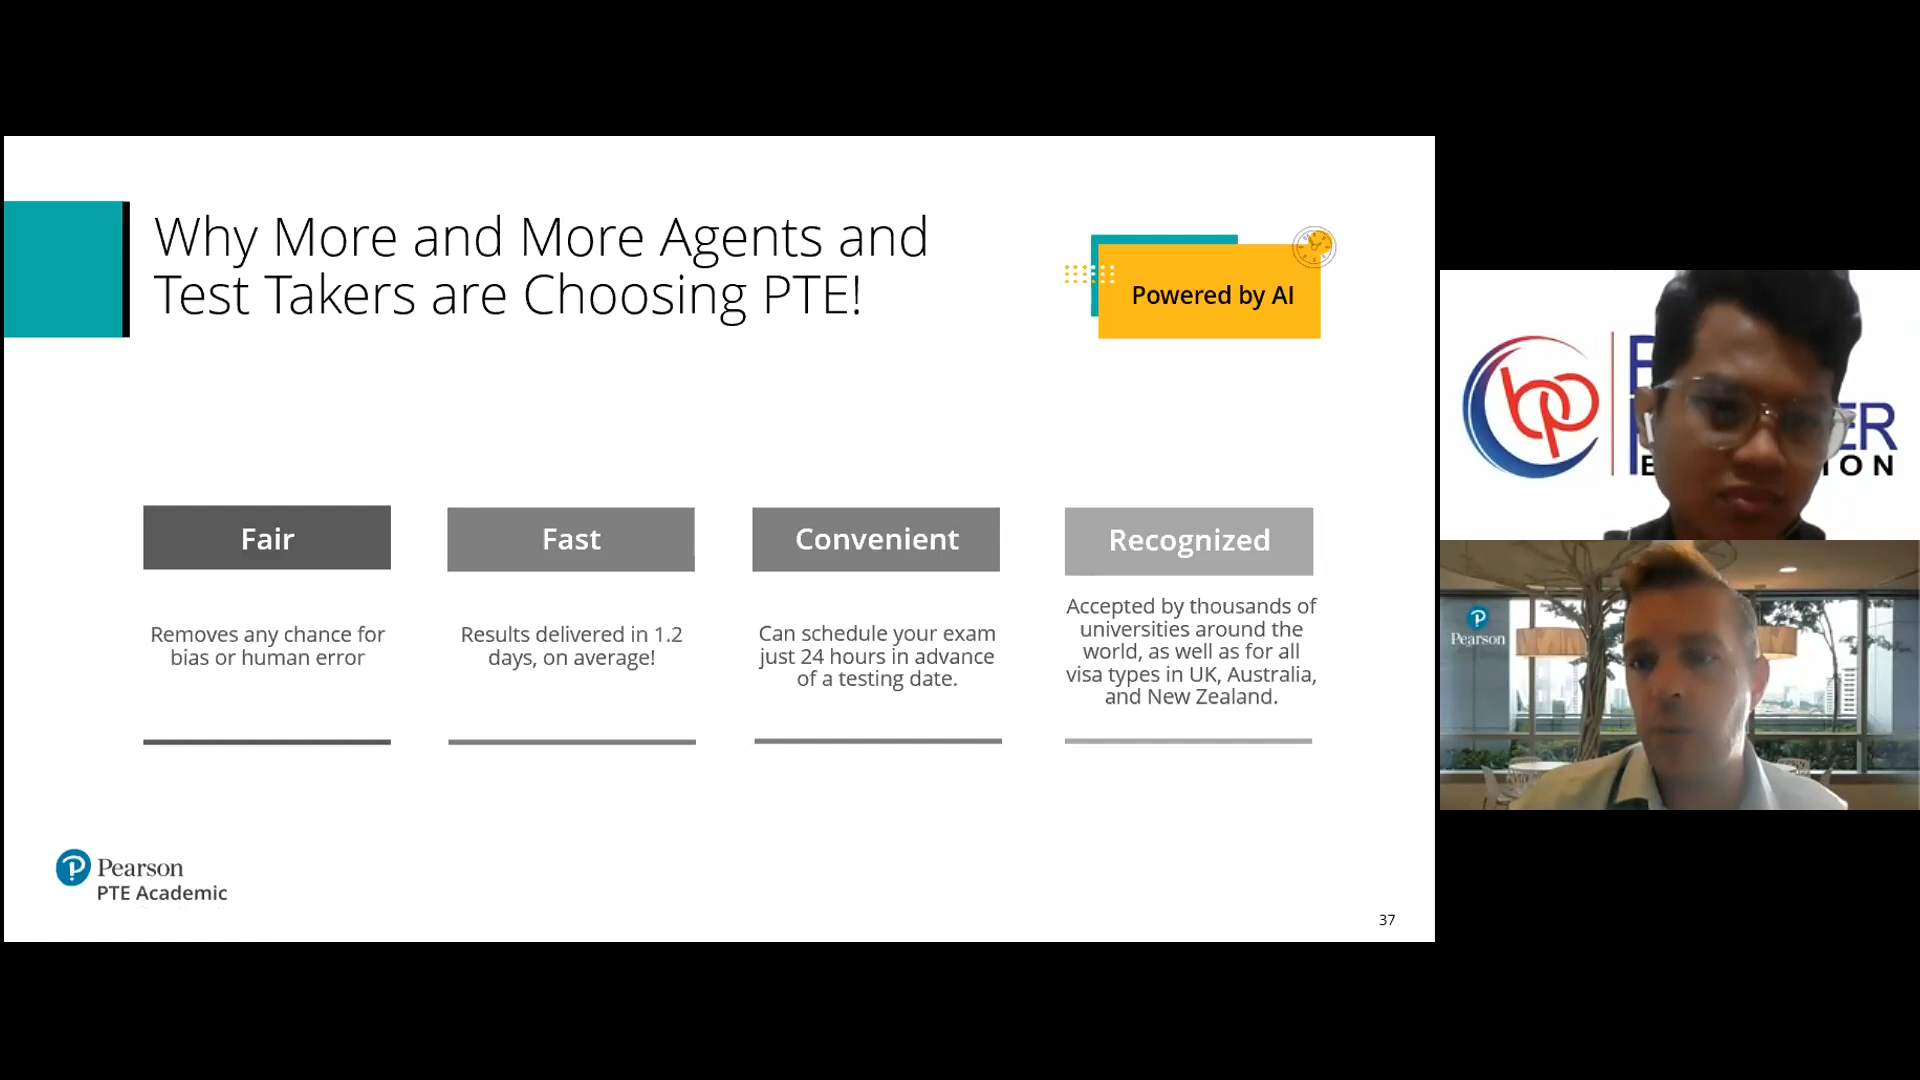 Why More and More Agents and
Test Takers are Choosing PTE!
Powered by AI
Fair
Removes any chance for
bias or human error
Fast
Results delivered in 1.2
days, on average!
Convenient
Can schedule your exam
just 24 hours in advance
of a testing date.
Recognized
Accepted by thousands of
universities around the
world, as well as for all
visa types in UK, Australia,
and New Zealand.
Pearson
PTE Academic
37
bp
Pearson